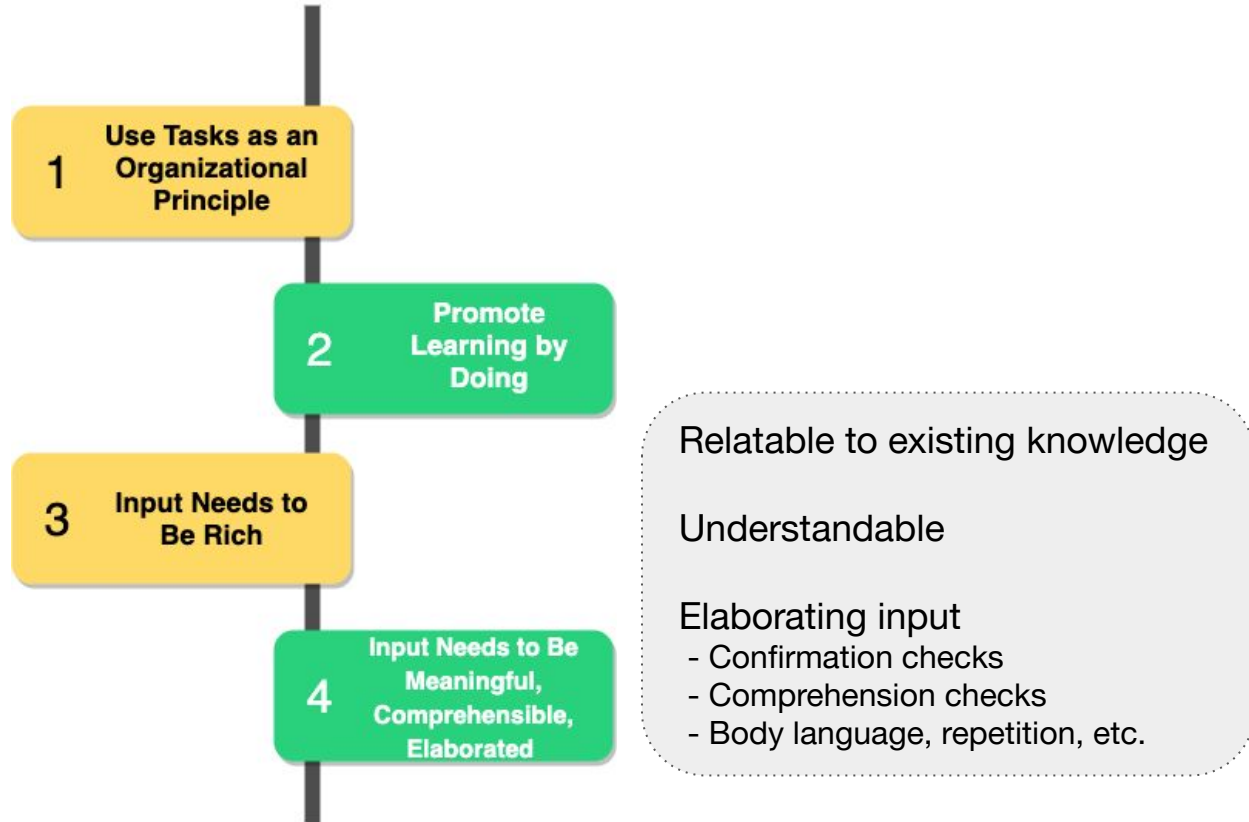 1
Use Tasks as an
Organizational
Principle
2
Promote
Learning by
Doing
3
Input Needs to
Be Rich
4
Input Needs to Be
Meaningful,
Comprehensible,
Elaborated
Relatable to existing knowledge
Understandable
Elaborating input
- Confirmation checks
- Comprehension checks
- Body language, repetition, etc.